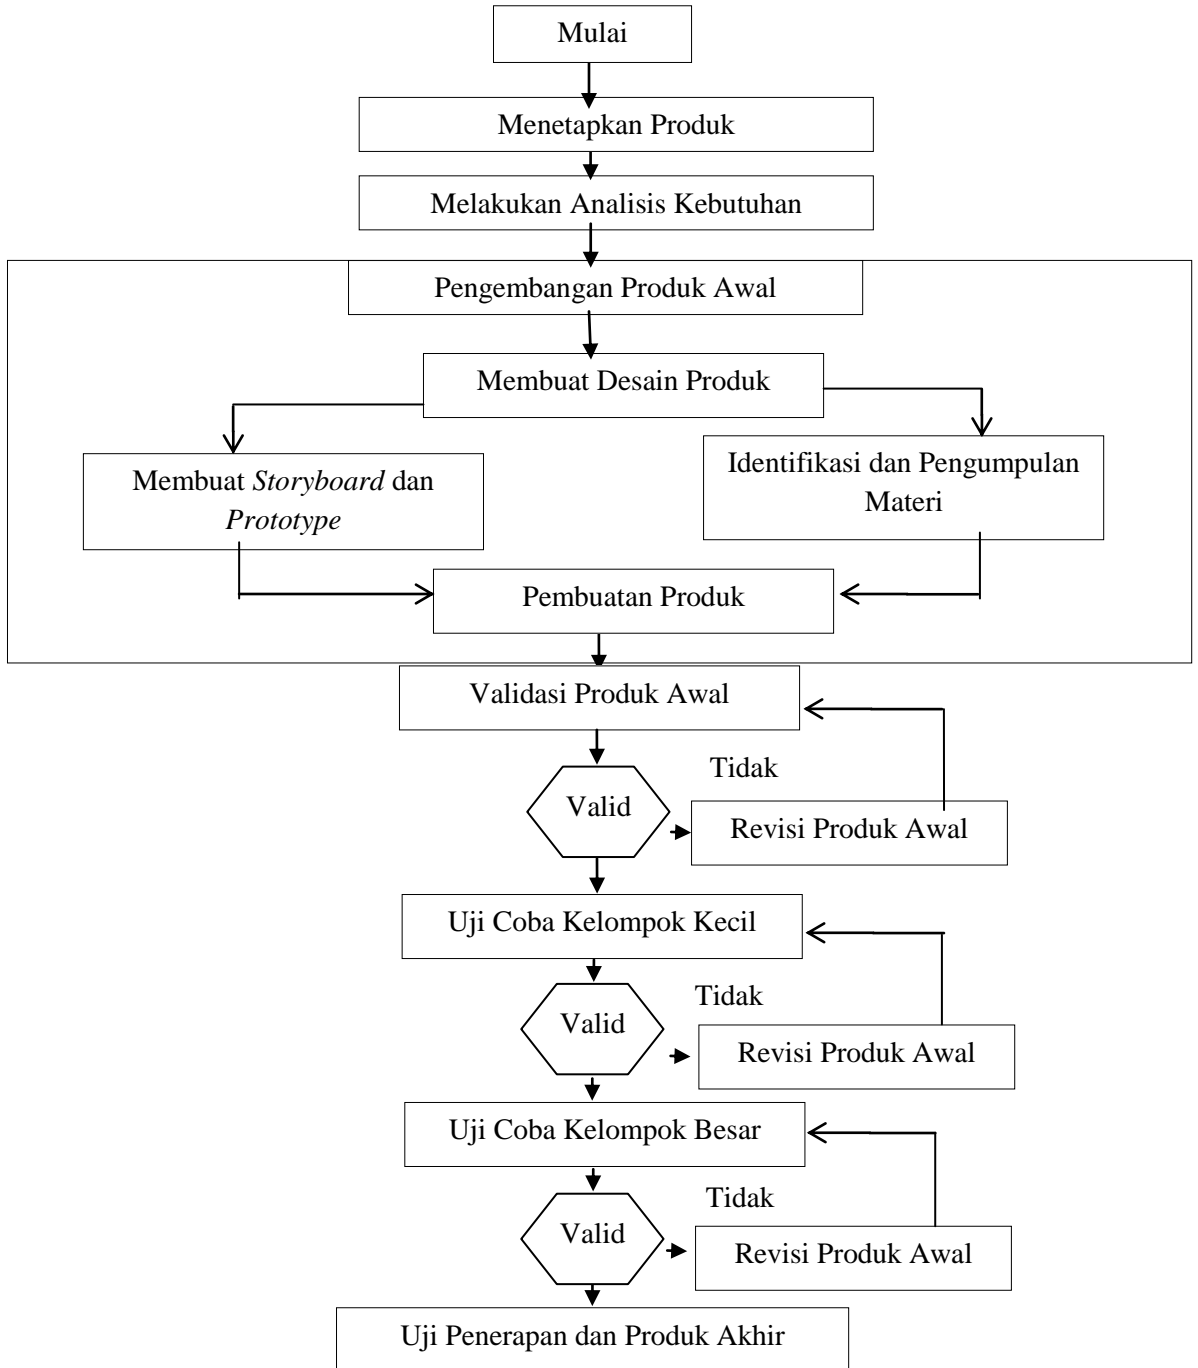 Mulai
Menetapkan Produk
Melakukan Analisis Kebutuhan
Pengembangan Produk Awal
Membuat Desain Produk
Membuat Storyboard dan
Prototype
Identifikasi dan Pengumpulan
Materi
Pembuatan Produk
Validasi Produk Awal
Valid
Tidak
Revisi Produk Awal
Uji Coba Kelompok Kecil
Valid
Tidak
Revisi Produk Awal
Uji Coba Kelompok Besar
Valid
Tidak
Revisi Produk Awal
Uji Penerapan dan Produk Akhir